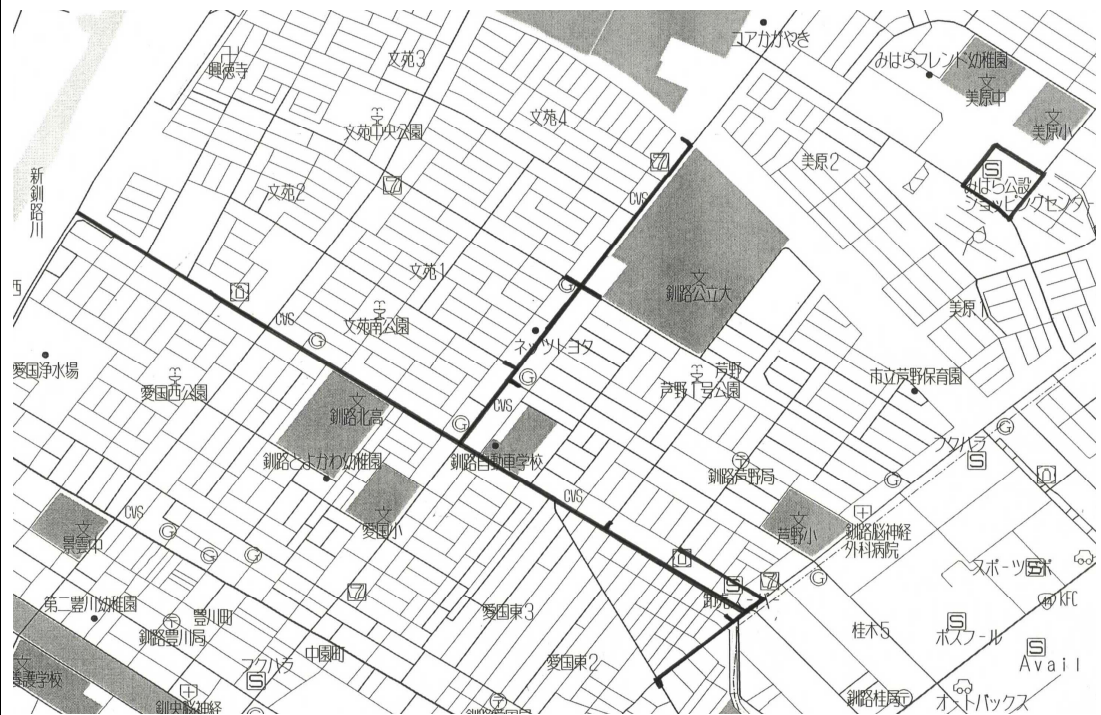 コアかがやき
文苑3
興徳寺
みはらフレンド幼稚園
美原中
文苑中央公園
文苑4
美原小
美原2
7
S
みはら公設
ショッピングセンター
新釧路川
文苑2
7
CVS
文苑1
釧路公立大
G
美原1
CVS
文苑南公園
G
ネッツトヨタ
愛国浄水場
愛国西公園
G
CVS
芦野
芦野1号公園
市立芦野保育園
釧路北高
G
G
フクハラ
S
釧路とよかわ幼稚園
釧路自動車学校
釧路芦野局
G
CVS
景雲中
CVS
愛国小
芦野小
釧路脳神経
外科病院
G
G
G
スポーツデポ
S
7
7
S
G
KFC
第二豊川幼稚園
豊川町
釧路豊川局
愛国東3
桂木5
S
ポスフール
中園町
フクハラ
S
愛国東2
S
Avail
養護学校
釧路桂局
オートバックス